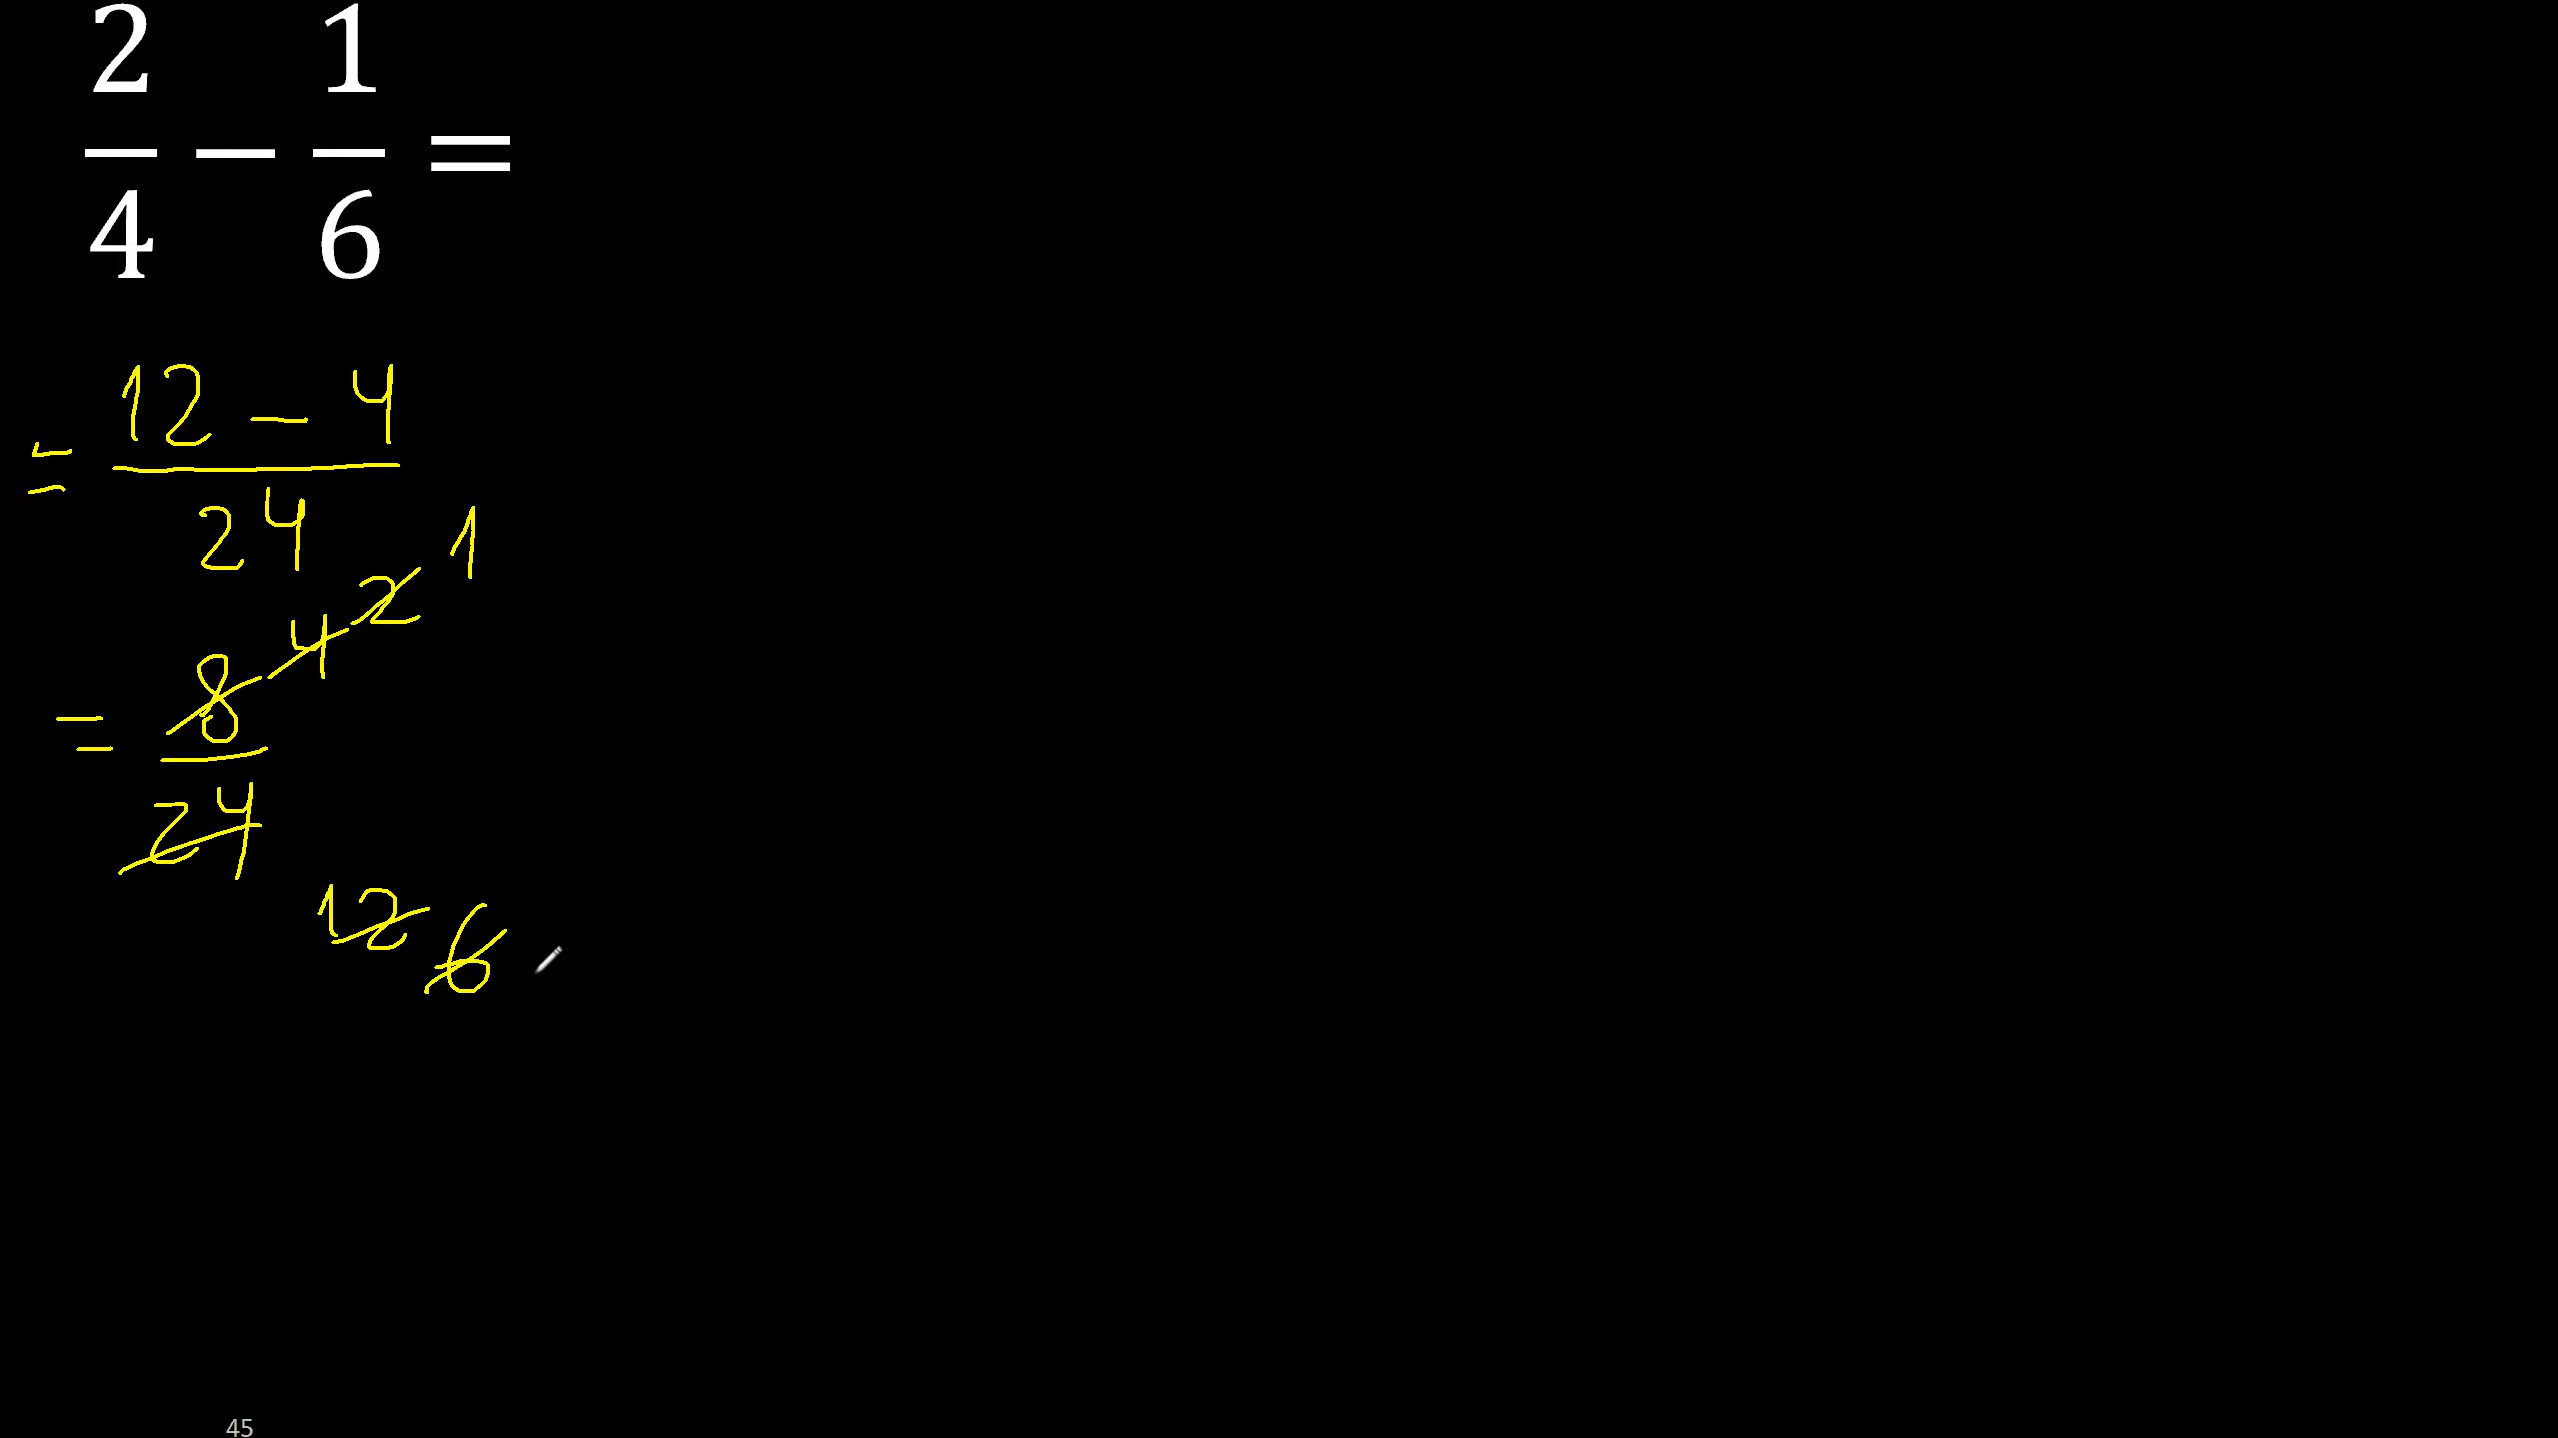 2/4 − 1/6 =
= 12 − 4 / 24
= 8 4 2 1 / 24 12 6
45